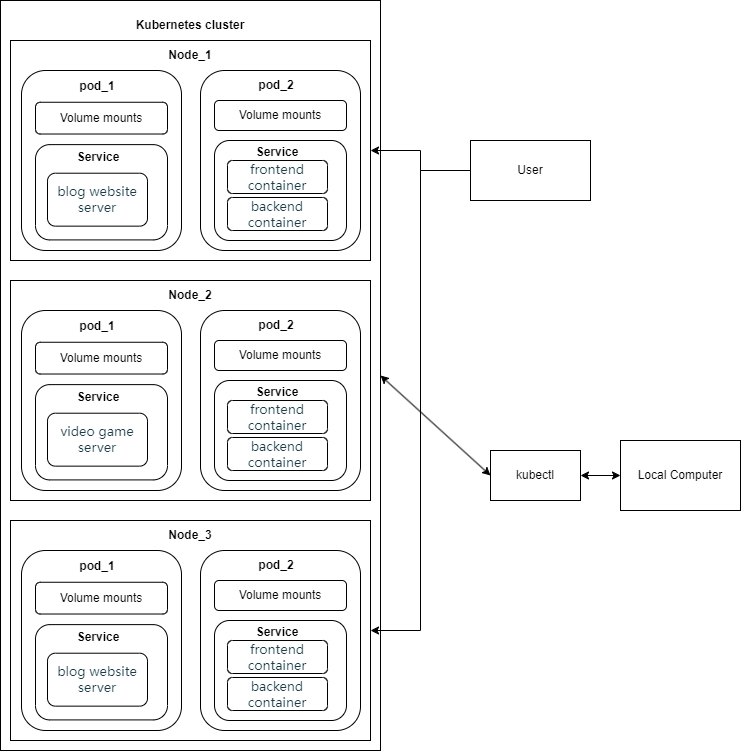 Kubernetes cluster
Node_1
pod_1
Volume mounts
Service
blog website
server
pod_2
Volume mounts
Service
frontend
container
backend
container
Node_2
pod_1
Volume mounts
Service
video game
server
pod_2
Volume mounts
Service
frontend
container
backend
container
Node_3
pod_1
Volume mounts
Service
blog website
server
pod_2
Volume mounts
Service
frontend
container
backend
container
User
kubectl
Local Computer